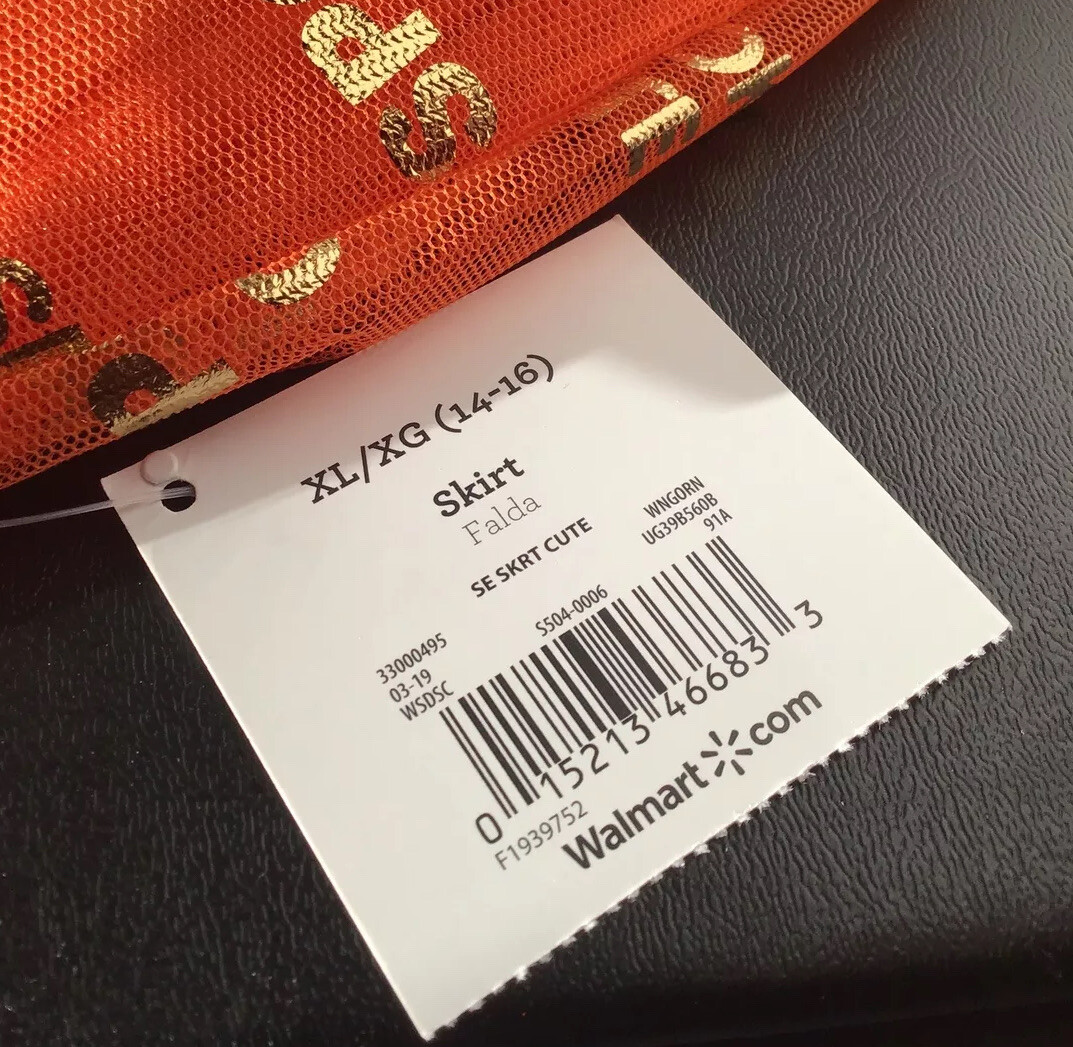 XL/XG (14-16)
Skirt
Falda
SE SKRT CUTE
WNGORN
UG39B560B
91A
S504-0006
33000495
03-19
WSDSC
0 15213 46683 3
F1939752
Walmart com